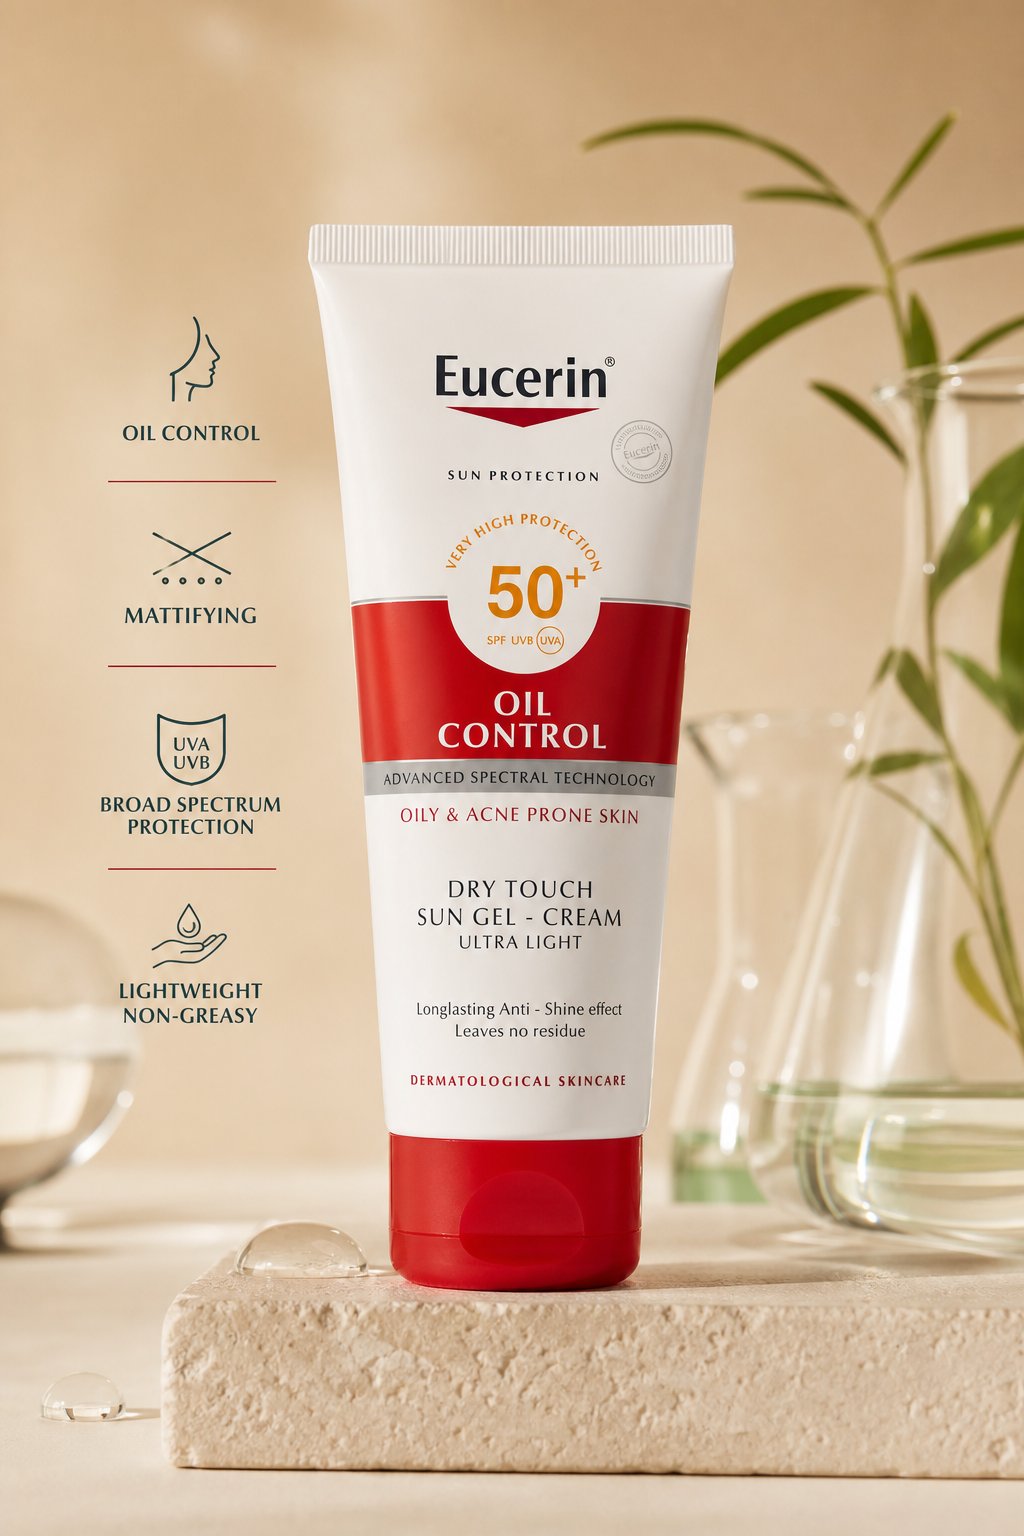 OIL CONTROL
MATTIFYING
UVA
UVB
BROAD SPECTRUM
PROTECTION
LIGHTWEIGHT
NON-GREASY
Eucerin®
Eucerin
SUN PROTECTION
VERY HIGH PROTECTION
50+
SPF UVB UVA
OIL
CONTROL
ADVANCED SPECTRAL TECHNOLOGY
OILY & ACNE PRONE SKIN
DRY TOUCH
SUN GEL - CREAM
ULTRA LIGHT
Longlasting Anti - Shine effect
Leaves no residue
DERMATOLOGICAL SKINCARE